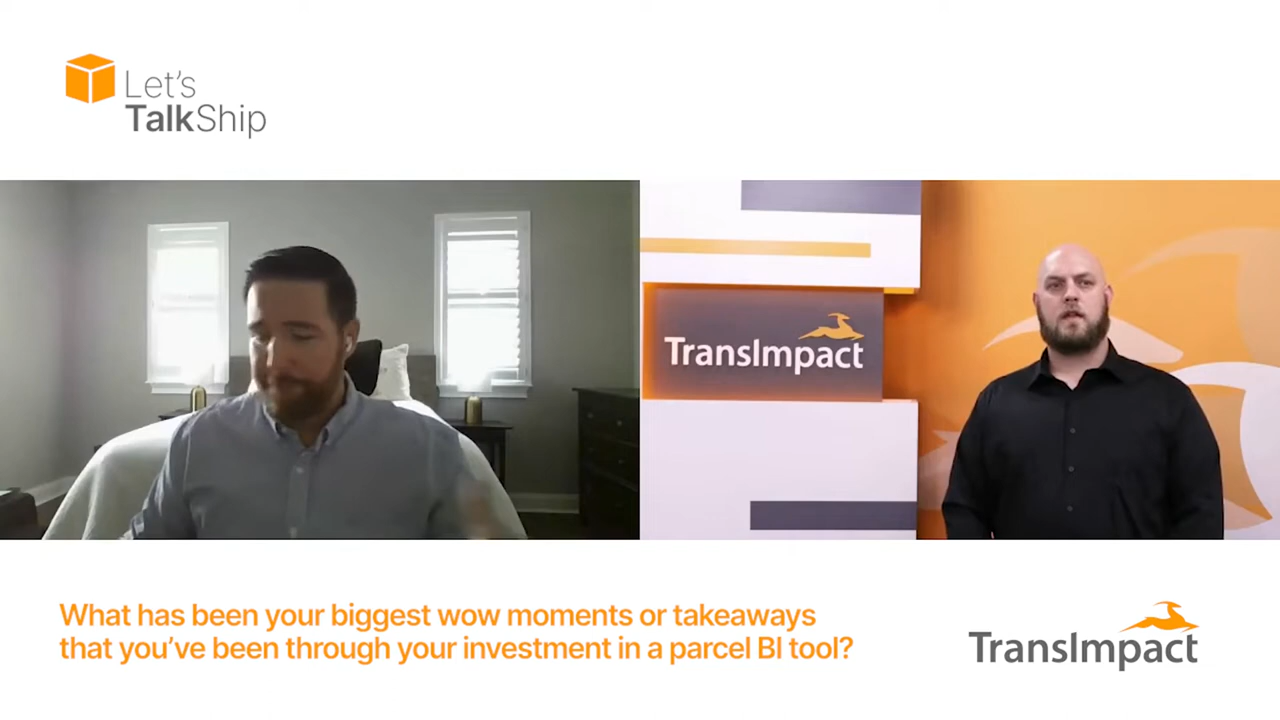 Let's
TalkShip
TransImpact
What has been your biggest wow moments or takeaways
that you've been through your investment in a parcel BI tool?
TransImpact